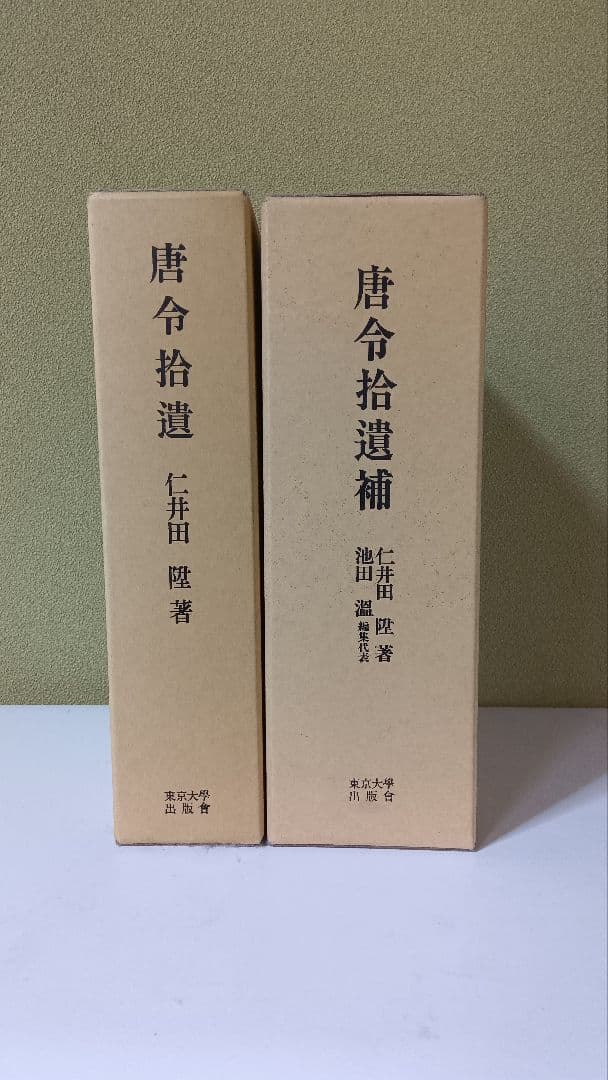 唐令拾遺
仁井田 陞 著
東京大學
出版會
唐令拾遺補
仁井田 陞 著
池田 溫 編集代表
東京大學
出版會